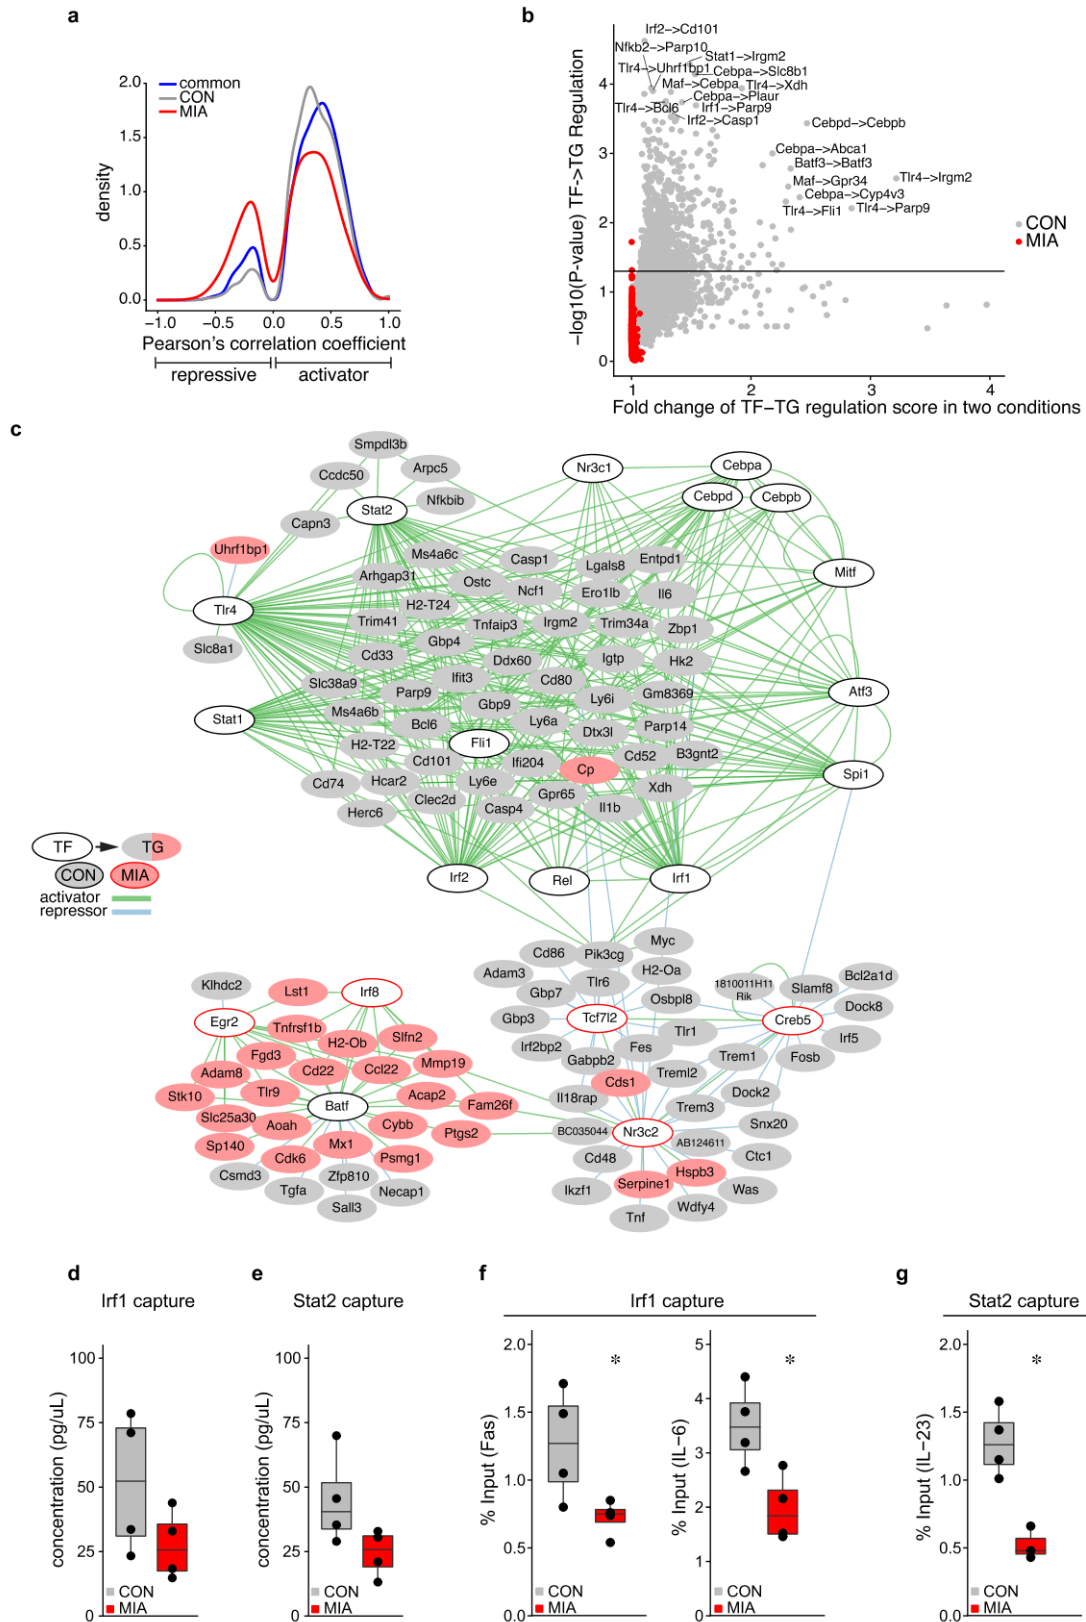 a
common
CON
MIA
density
2.0
1.5
1.0
0.5
0.0
−1.0
−0.5
0.0
0.5
1.0
Pearson's correlation coefficient
repressive
activator
b
−log10(P-value) TF−>TG Regulation
Irf2−>Cd101
Nfkb2−>Parp10
Stat1−>Irgm2
Tlr4−>Uhrf1bp1
Cebpa−>Slc8b1
Maf−>Cebpa
Tlr4−>Xdh
Cebpa−>Plaur
Tlr4−>Bcl6
Irf1−>Parp9
Irf2−>Casp1
Cebpd−>Cebpb
Cebpa−>Abca1
Batf3−>Batf3
Maf−>Gpr34
Tlr4−>Irgm2
Cebpa−>Cyp4v3
Tlr4−>Fli1
Tlr4−>Parp9
CON
MIA
4
3
2
1
0
1
2
3
4
Fold change of TF−TG regulation score in two conditions
c
Smpdl3b
Ccdc50
Arpc5
Nfkbib
Capn3
Stat2
Nr3c1
Cebpa
Cebpd
Cebpb
Uhrf1bp1
Ms4a6c
Casp1
Lgals8
Entpd1
Mitf
Arhgap31
Ostc
Ncf1
Ero1lb
Il6
Tlr4
H2-T24
Trim41
Tnfaip3
Irgm2
Trim34a
Zbp1
Slc8a1
Gbp4
Cd33
Ddx60
Igtp
Hk2
Slc38a9
Ifit3
Cd80
Parp9
Gbp9
Ly6i
Gm8369
Atf3
Stat1
Ms4a6b
Bcl6
Ly6a
Dtx3l
Parp14
H2-T22
Fli1
Cd101
Ifi204
Cp
Cd52
B3gnt2
Spi1
Cd74
Hcar2
Ly6e
Gpr65
Xdh
Herc6
Clec2d
Casp4
Il1b
Irf2
Rel
Irf1
TF
TG
CON
MIA
activator
repressor
Klhdc2
Lst1
Irf8
Egr2
Tnfrsf1b
H2-Ob
Slfn2
Fgd3
Cd22
Ccl22
Mmp19
Adam8
Stk10
Tlr9
Batf
Acap2
Fam26f
Slc25a30
Aoah
Cybb
Ptgs2
Sp140
Mx1
Cdk6
Psmg1
Csmd3
Zfp810
Tgfa
Necap1
Sall3
Cd86
Pik3cg
Myc
Adam3
Tlr6
H2-Oa
Gbp7
Osbpl8
Gbp3
Tcf7l2
Tlr1
Irf2bp2
Gabpb2
Fes
Treml2
Trem1
Cds1
Il18rap
Trem3
Dock2
BC035044
Nr3c2
AB124611
Snx20
Cd48
Ctc1
Ikzf1
Serpine1
Hspb3
Was
Tnf
Wdfy4
1810011H11
Rik
Slamf8
Bcl2a1d
Dock8
Creb5
Irf5
Fosb
d
Irf1 capture
concentration (pg/uL)
100
75
50
25
0
CON
MIA
e
Stat2 capture
concentration (pg/uL)
100
75
50
25
0
CON
MIA
f
Irf1 capture
% Input (Fas)
2.0
1.5
1.0
0.5
0.0
*
CON
MIA
% Input (IL−6)
5
4
3
2
1
0
*
CON
MIA
g
Stat2 capture
% Input (IL−23)
2.0
1.5
1.0
0.5
0.0
*
CON
MIA